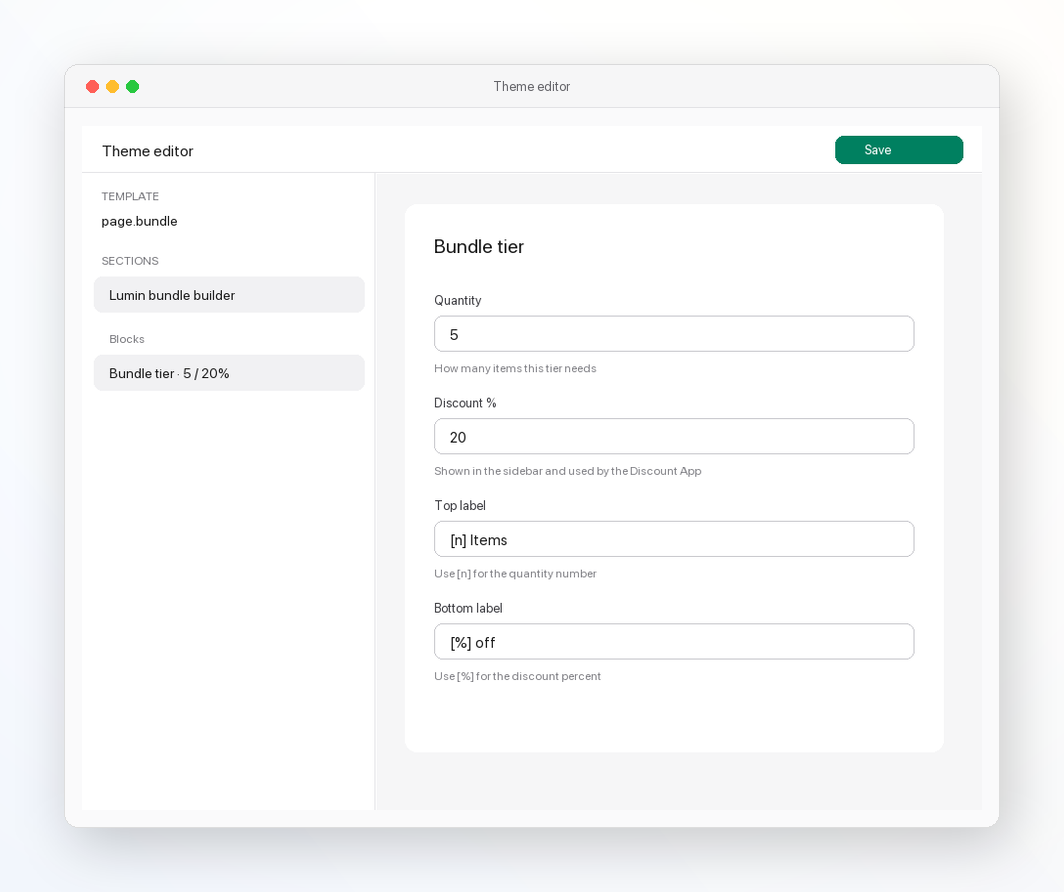 Theme editor
Theme editor
Save
TEMPLATE
page.bundle
SECTIONS
Lumin bundle builder
Blocks
Bundle tier · 5 / 20%
Bundle tier
Quantity
5
How many items this tier needs
Discount %
20
Shown in the sidebar and used by the Discount App
Top label
[n] Items
Use [n] for the quantity number
Bottom label
[%] off
Use [%] for the discount percent